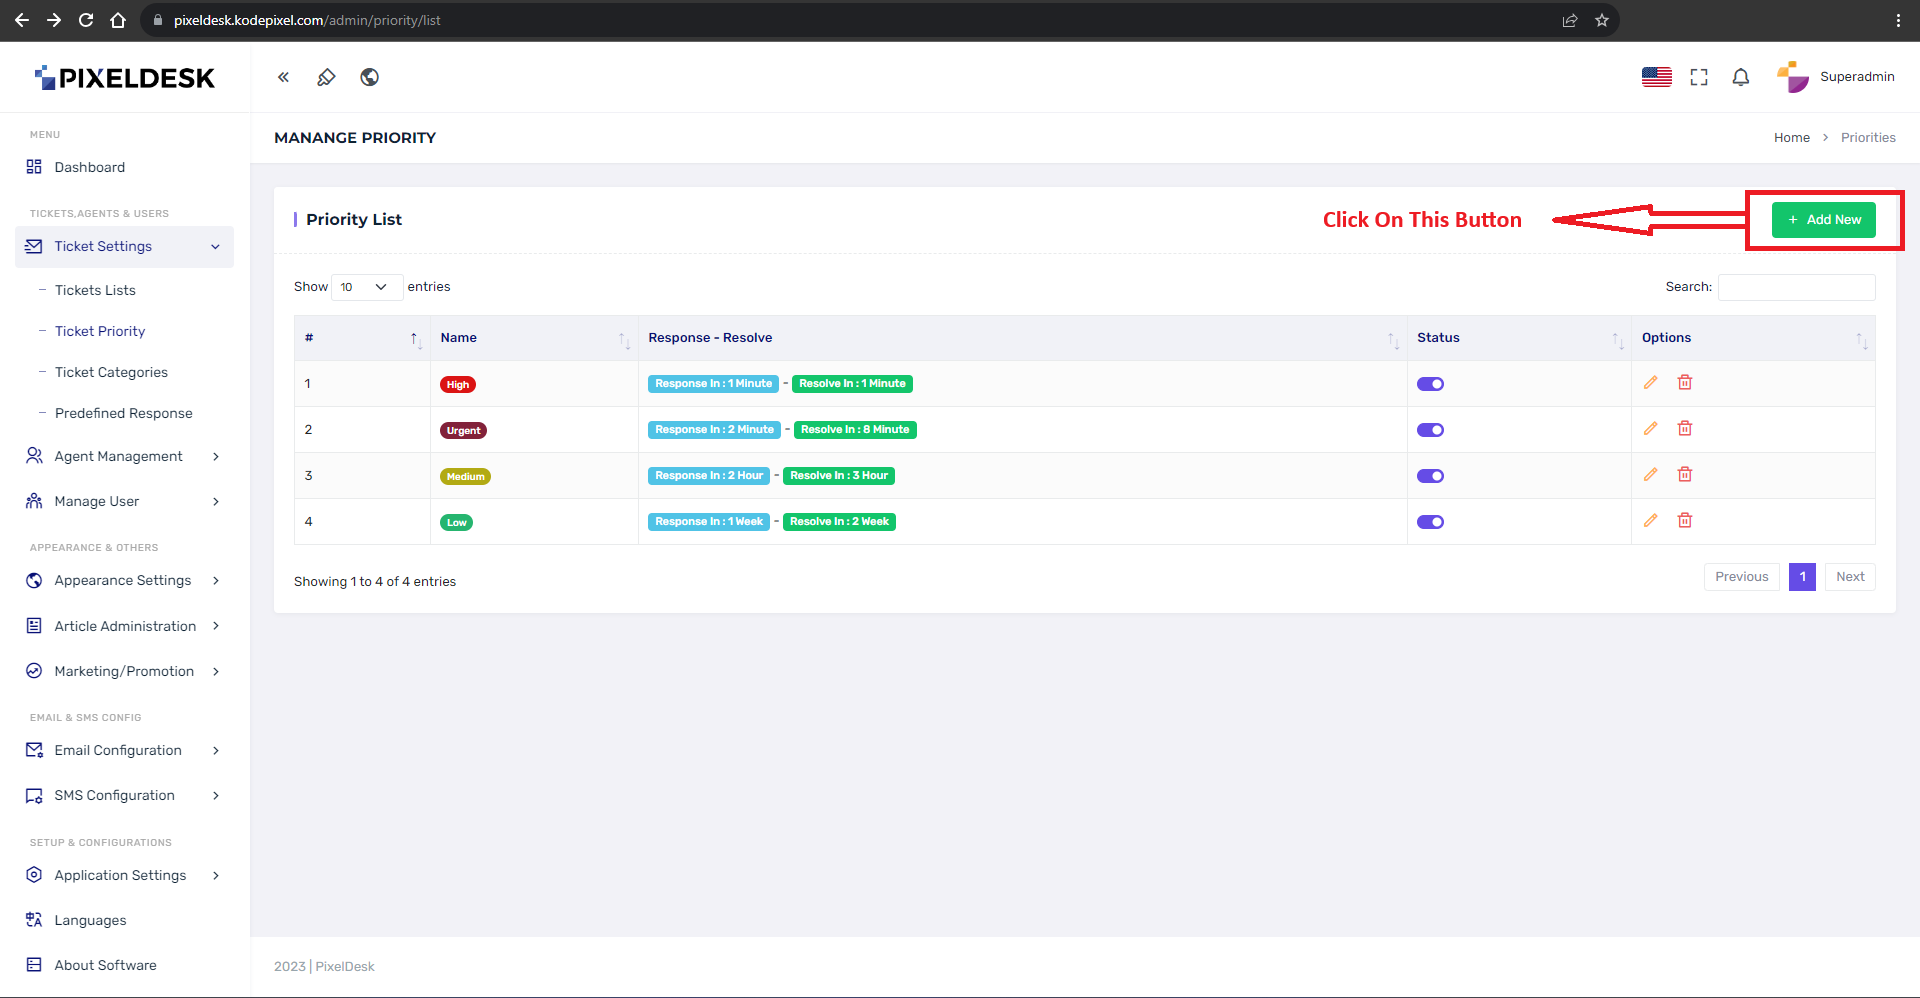 pixeldesk.kodepixel.com/admin/priority/list
PIXELDESK
Superadmin
MENU
Dashboard
TICKETS,AGENTS & USERS
Ticket Settings
Tickets Lists
Ticket Priority
Ticket Categories
Predefined Response
Agent Management
Manage User
APPEARANCE & OTHERS
Appearance Settings
Article Administration
Marketing/Promotion
EMAIL & SMS CONFIG
Email Configuration
SMS Configuration
SETUP & CONFIGURATIONS
Application Settings
Languages
About Software
MANANGE PRIORITY
Home > Priorities
Priority List
Click On This Button
+ Add New
Show 10 entries
Search:
# Name Response - Resolve Status Options
1 High Response In : 1 Minute - Resolve In : 1 Minute
2 Urgent Response In : 2 Minute - Resolve In : 8 Minute
3 Medium Response In : 2 Hour - Resolve In : 3 Hour
4 Low Response In : 1 Week - Resolve In : 2 Week
Showing 1 to 4 of 4 entries
Previous 1 Next
2023 | PixelDesk